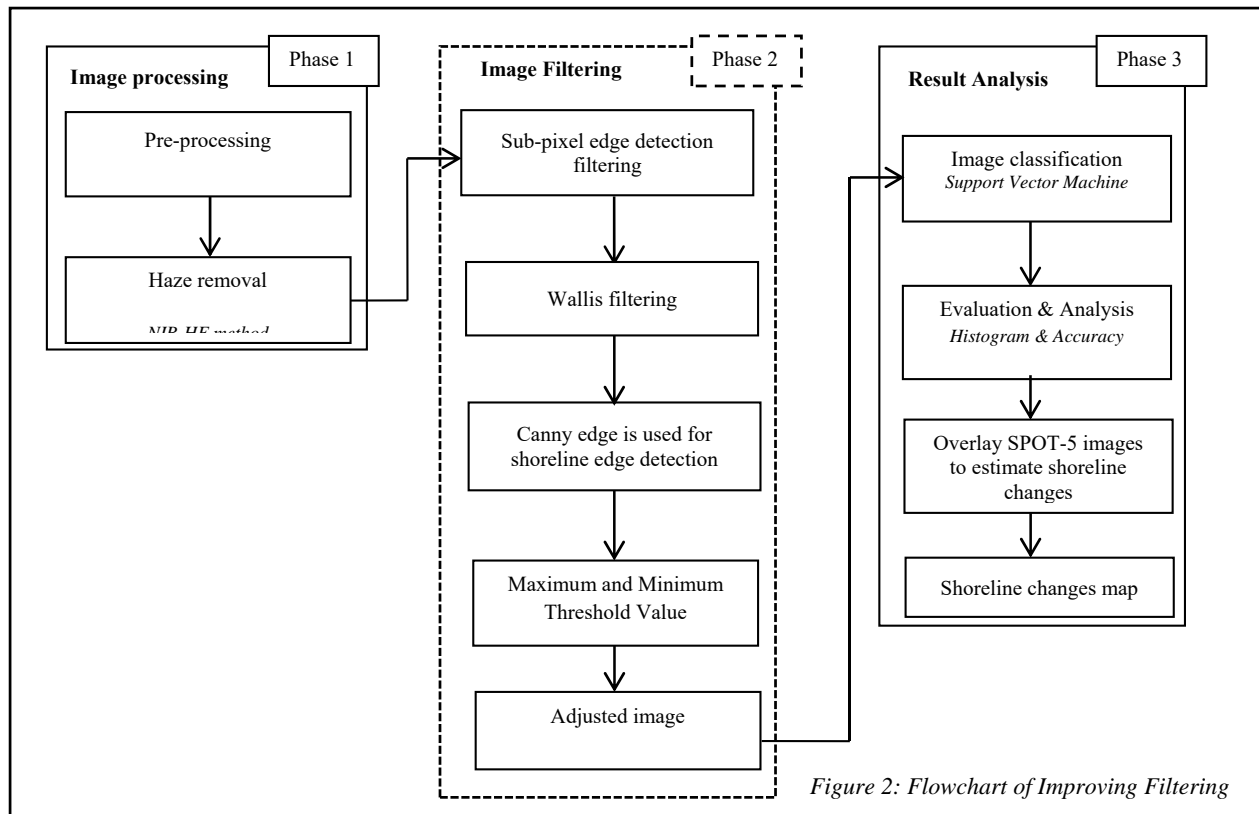 Phase 1
Image processing
Pre-processing
Haze removal
method
Phase 2
Image Filtering
Sub-pixel edge detection
filtering
Wallis filtering
Canny edge is used for
shoreline edge detection
Maximum and Minimum
Threshold Value
Adjusted image
Phase 3
Result Analysis
Image classification
Support Vector Machine
Evaluation & Analysis
Histogram & Accuracy
Overlay SPOT-5 images
to estimate shoreline
changes
Shoreline changes map
Figure 2: Flowchart of Improving Filtering